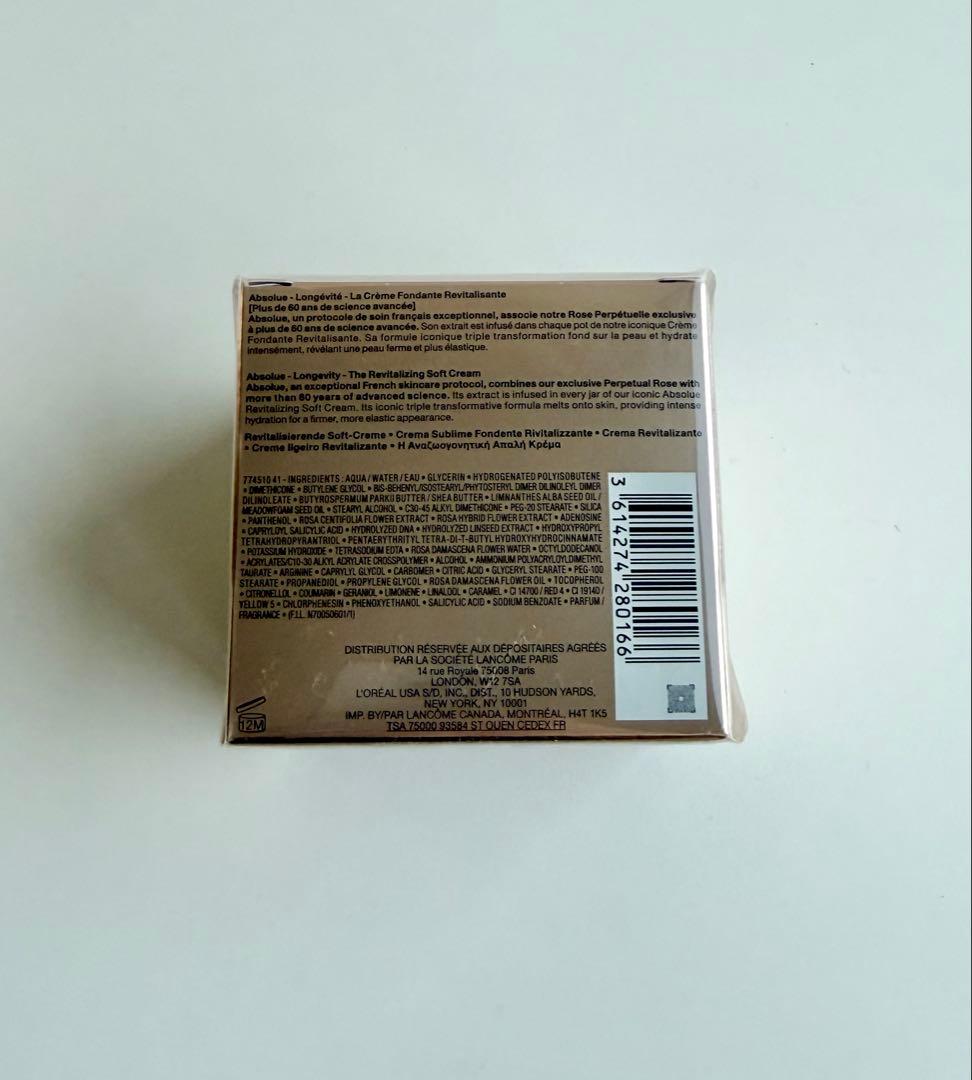 Absolue - Longévité - La Crème Fondante Revitalisante
[Plus de 60 ans de science avancée]
Absolue, un protocole de soin français exceptionnel, associe notre Rose Perpétuelle exclusive
à plus de 60 ans de science avancée. Son extrait est infusé dans chaque pot de notre iconique Crème
Fondante Revitalisante. Sa formule iconique triple transformation fond sur la peau et hydrate
intensément, révélant une peau ferme et plus élastique.
Absolue - Longevity - The Revitalizing Soft Cream
Absolue, an exceptional French skincare protocol, combines our exclusive Perpetual Rose with
more than 60 years of advanced science. Its extract is infused in every jar of our iconic Absolue
Revitalizing Soft Cream. Its iconic triple transformative formula melts onto skin, providing intense
hydration for a firmer, more elastic appearance.
Revitalisierende Soft-Creme • Crema Sublime Fondente Rivitalizzante • Crema Revitalizante
• Creme ligeiro Revitalizante • Η Αναζωογονητική Απαλή Κρέμα
774510 41 - INGREDIENTS : AQUA / WATER / EAU • GLYCERIN • HYDROGENATED POLYISOBUTENE
• DIMETHICONE • BUTYLENE GLYCOL • BIS-BEHENYL/ISOSTEARYL/PHYTOSTERYL DIMER DILINOLEYL DIMER
DILINOLEATE • BUTYROSPERMUM PARKII BUTTER / SHEA BUTTER • LIMNANTHES ALBA SEED OIL /
MEADOWFOAM SEED OIL • STEARYL ALCOHOL • C30-45 ALKYL DIMETHICONE • PEG-20 STEARATE • SILICA
• PANTHENOL • ROSA CENTIFOLIA FLOWER EXTRACT • ROSA HYBRID FLOWER EXTRACT • ADENOSINE
• CAPRYLOYL SALICYLIC ACID • HYDROLYZED DNA • HYDROLYZED LINSEED EXTRACT • HYDROXYPROPYL
TETRAHYDROPYRANTRIOL • PENTAERYTHRITYL TETRA-DI-T-BUTYL HYDROXYHYDROCINNAMATE
• POTASSIUM HYDROXIDE • TETRASODIUM EDTA • ROSA DAMASCENA FLOWER WATER • OCTYLDODECANOL
• ACRYLATES/C10-30 ALKYL ACRYLATE CROSSPOLYMER • ALCOHOL • AMMONIUM POLYACRYLOYLDIMETHYL
TAURATE • ARGININE • CAPRYLYL GLYCOL • CARBOMER • CITRIC ACID • GLYCERYL STEARATE • PEG-100
STEARATE • PROPANEDIOL • PROPYLENE GLYCOL • ROSA DAMASCENA FLOWER OIL • TOCOPHEROL
• CITRONELLOL • COUMARIN • GERANIOL • LIMONENE • LINALOOL • CARAMEL • CI 14700 / RED 4 • CI 19140 /
YELLOW 5 • CHLORPHENESIN • PHENOXYETHANOL • SALICYLIC ACID • SODIUM BENZOATE • PARFUM /
FRAGRANCE • (F.I.L. N70050601/1)
3 614274 280166
DISTRIBUTION RÉSERVÉE AUX DÉPOSITAIRES AGRÉÉS
PAR LA SOCIÉTÉ LANCÔME PARIS
14 rue Royale 75008 Paris
LONDON, W12 7SA
L'ORÉAL USA S/D, INC., DIST., 10 HUDSON YARDS,
NEW YORK, NY 10001
IMP. BY/PAR LANCÔME CANADA, MONTRÉAL, H4T 1K5
TSA 75000 93584 ST OUEN CEDEX FR
12M